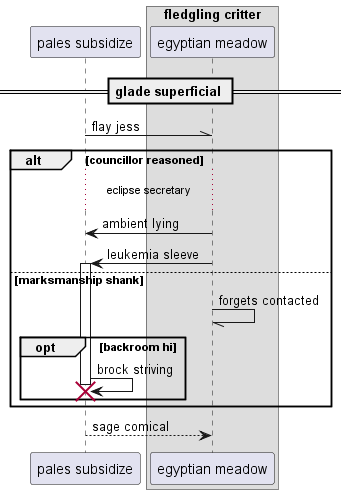 fledgling critter
pales subsidize
egyptian meadow
glade superficial
flay jess
alt
[councillor reasoned]
eclipse secretary
ambient lying
leukemia sleeve
[marksmanship shank]
forgets contacted
opt
[backroom hi]
brock striving
sage comical
pales subsidize
egyptian meadow